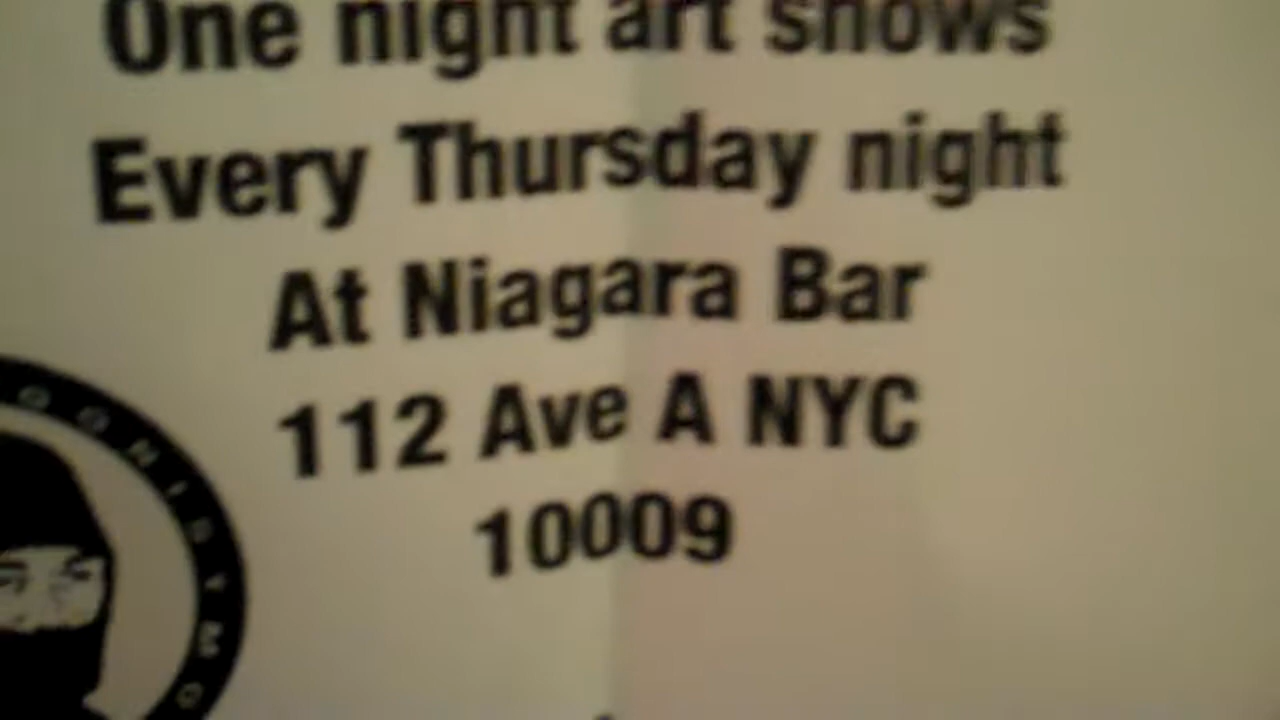 One night art shows
Every Thursday night
At Niagara Bar
112 Ave A NYC
10009